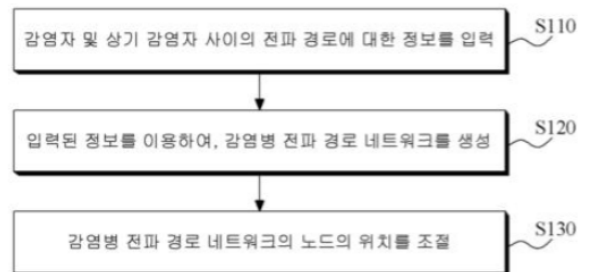 감염자 및 상기 감염자 사이의 전파 경로에 대한 정보를 입력
S110
입력된 정보를 이용하여, 감염병 전파 경로 네트워크를 생성
S120
감염병 전파 경로 네트워크의 노드의 위치를 조절
S130